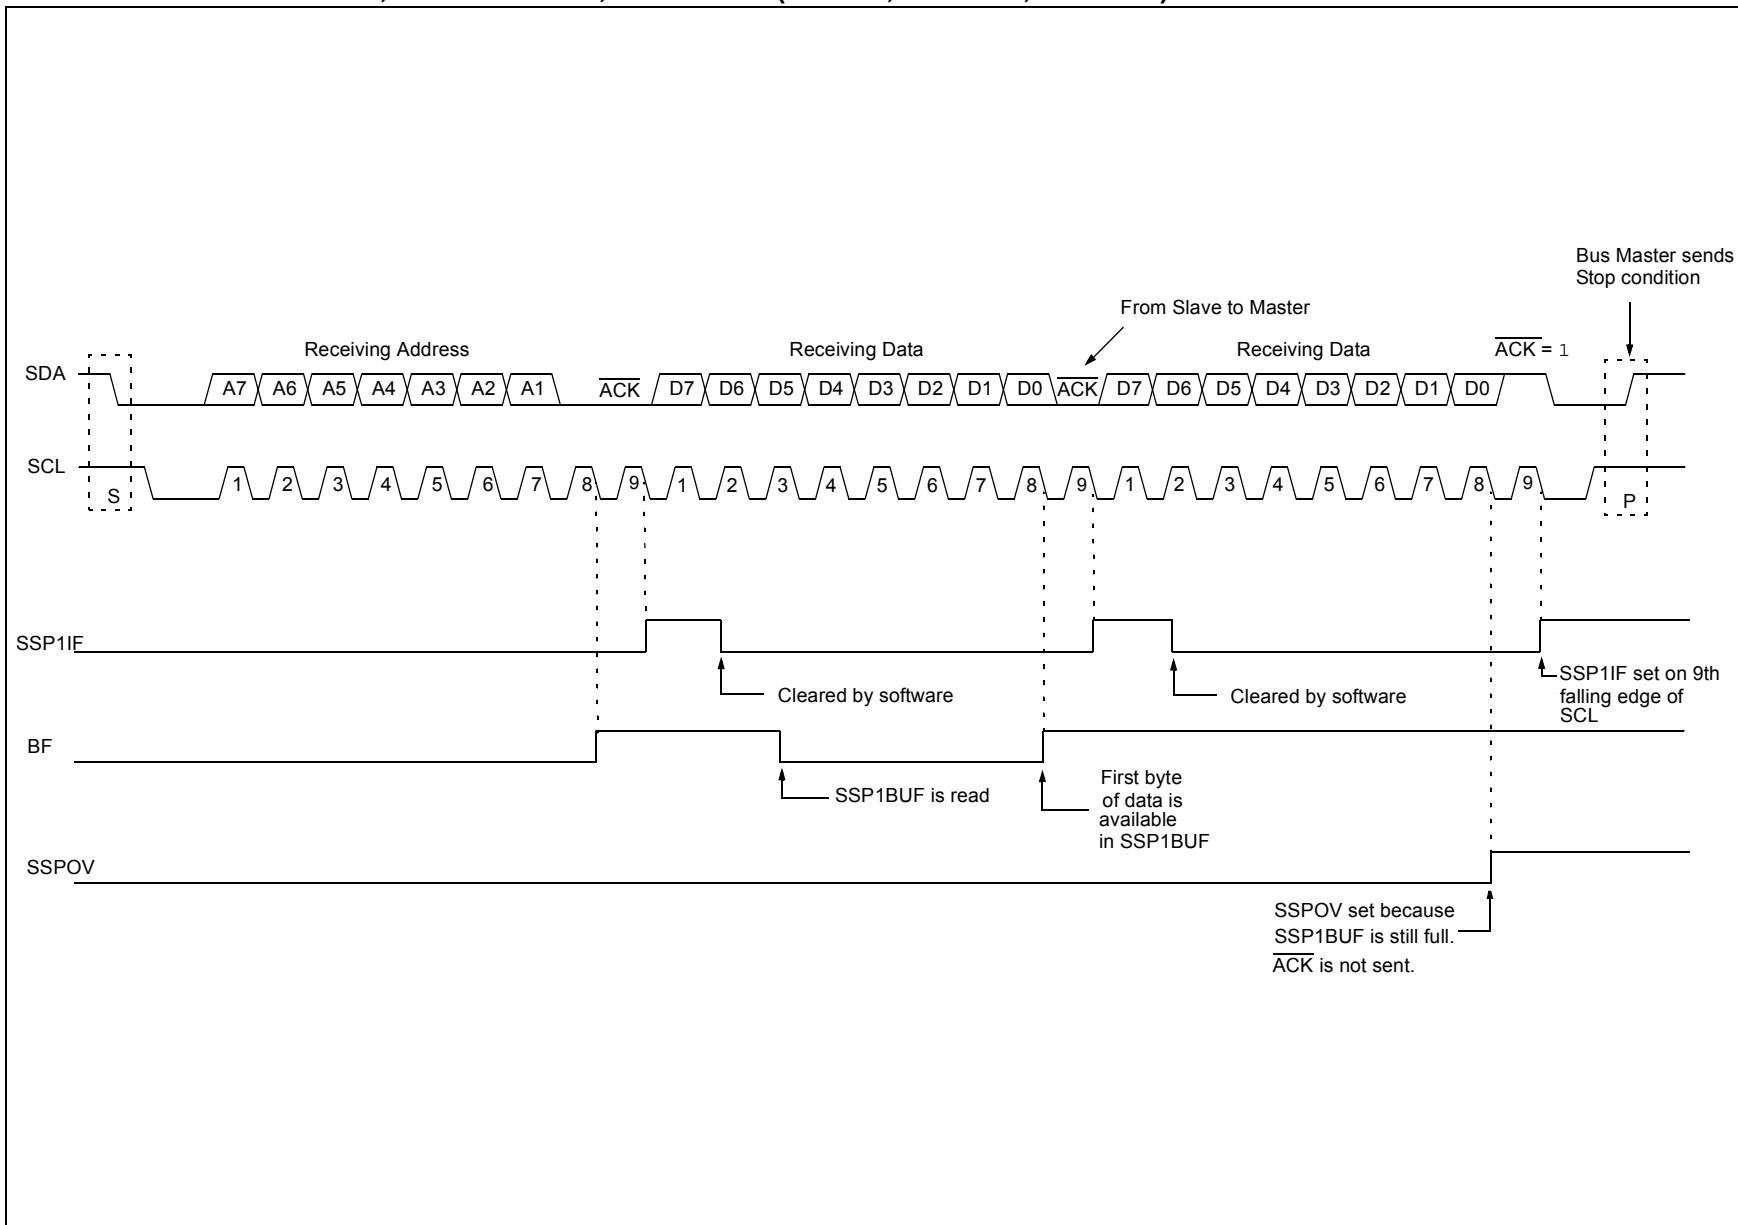 Bus Master sends
Stop condition
From Slave to Master
Receiving Address
Receiving Data
Receiving Data
ACK = 1
SDA
A7 A6 A5 A4 A3 A2 A1 ACK D7 D6 D5 D4 D3 D2 D1 D0 ACK D7 D6 D5 D4 D3 D2 D1 D0
SCL
S 1 2 3 4 5 6 7 8 9 1 2 3 4 5 6 7 8 9 1 2 3 4 5 6 7 8 9 P
SSP1IF
Cleared by software
Cleared by software
SSP1IF set on 9th
falling edge of
SCL
BF
SSP1BUF is read
First byte
of data is
available
in SSP1BUF
SSPOV
SSPOV set because
SSP1BUF is still full.
ACK is not sent.